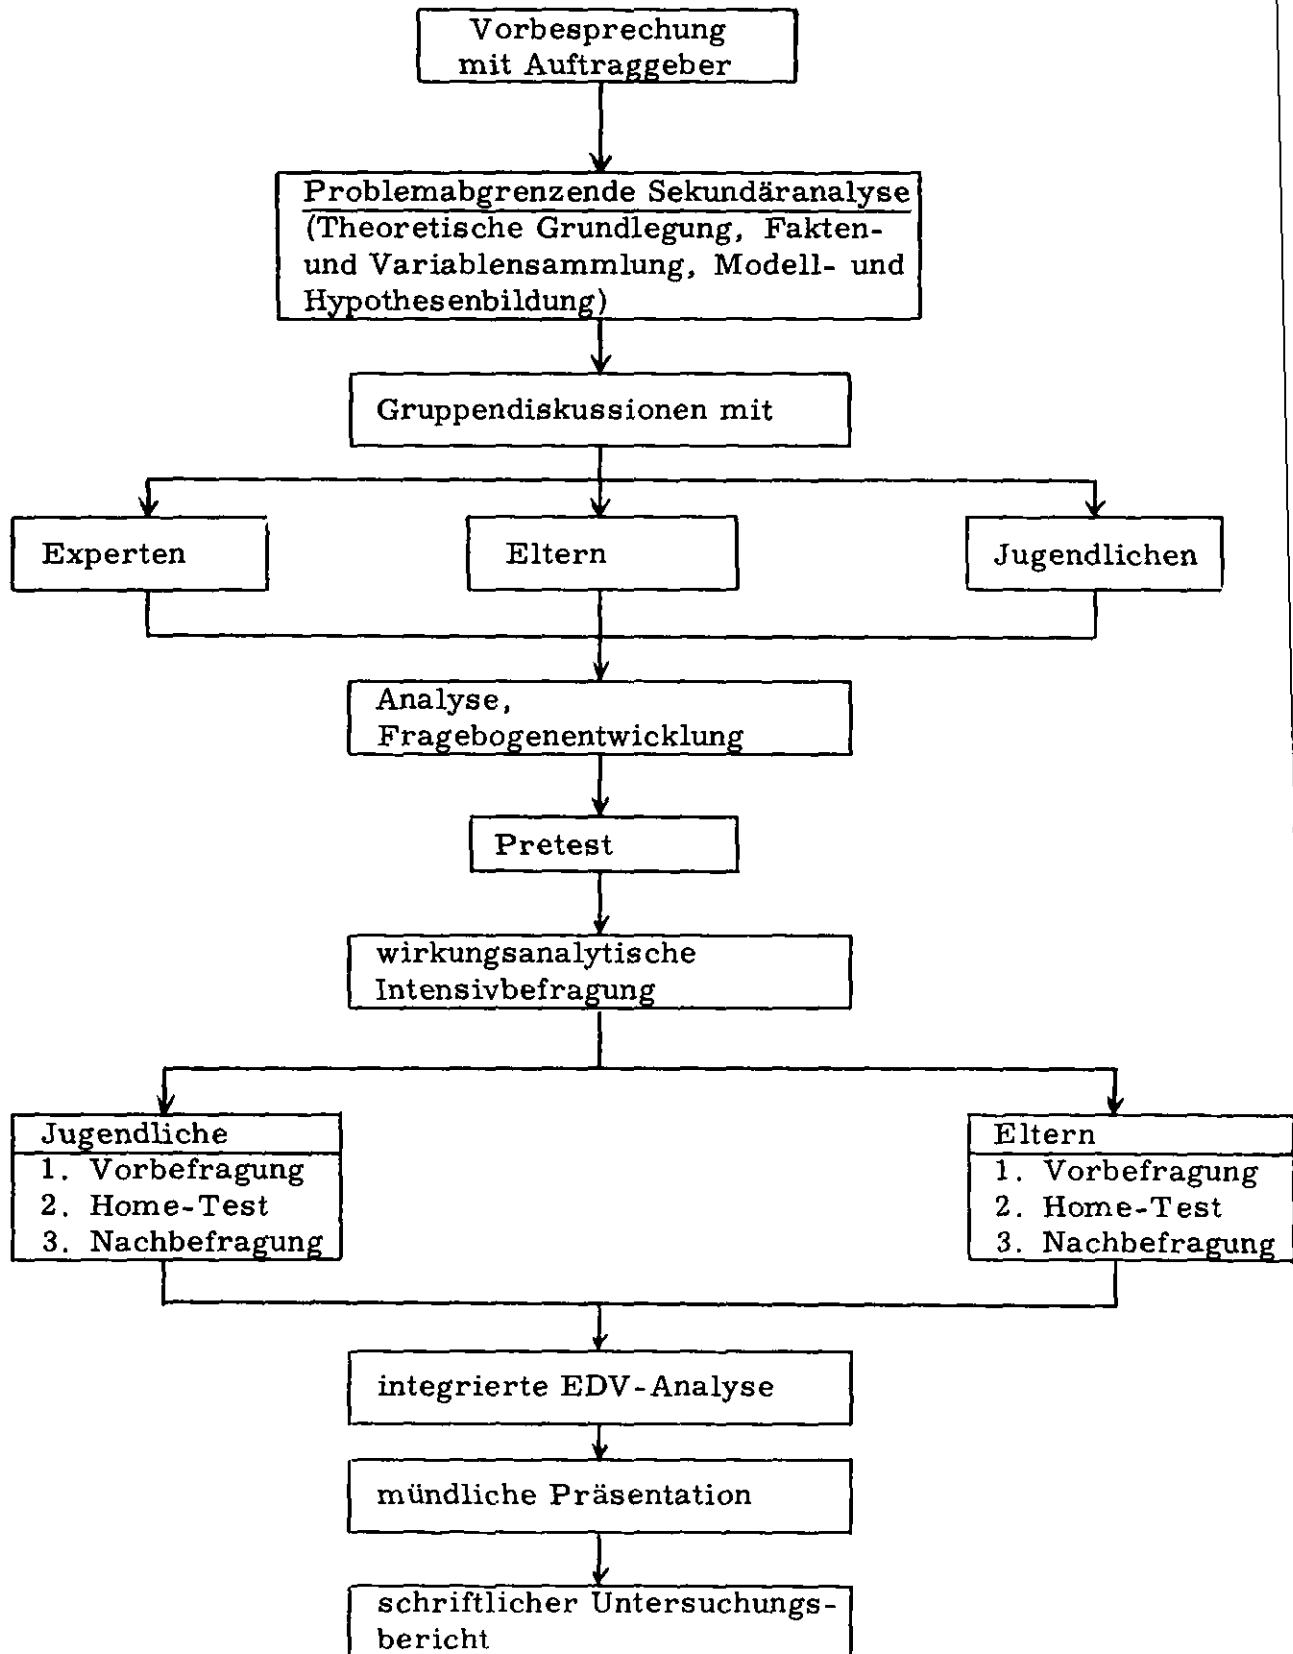 Vorbesprechung
mit Auftraggeber
Problemabgrenzende Sekundäranalyse
(Theoretische Grundlegung, Fakten-
und Variablensammlung, Modell- und
Hypothesenbildung)
Gruppendiskussionen mit
Experten
Eltern
Jugendlichen
Analyse,
Fragebogenentwicklung
Pretest
wirkungsanalytische
Intensivbefragung
Jugendliche
1. Vorbefragung
2. Home-Test
3. Nachbefragung
Eltern
1. Vorbefragung
2. Home-Test
3. Nachbefragung
integrierte EDV-Analyse
mündliche Präsentation
schriftlicher Untersuchungs-
bericht